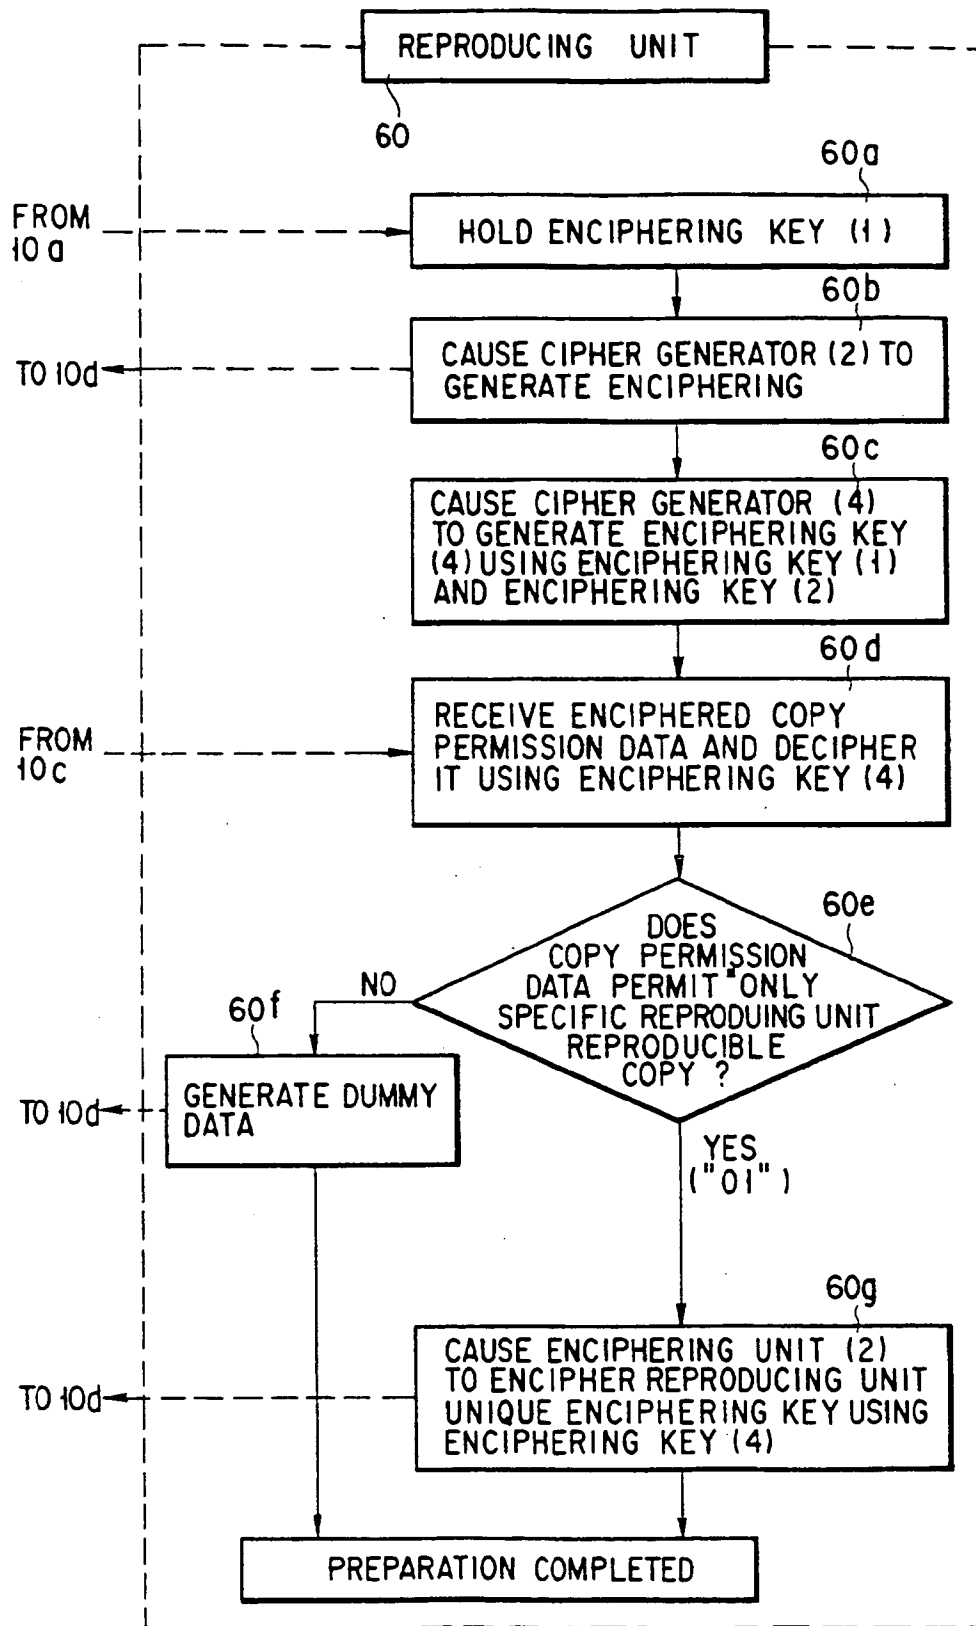 REPRODUCING UNIT
60
60a
FROM
10a
HOLD ENCIPHERING KEY (1)
60b
TO 10d
CAUSE CIPHER GENERATOR (2) TO
GENERATE ENCIPHERING
60c
CAUSE CIPHER GENERATOR (4)
TO GENERATE ENCIPHERING KEY
(4) USING ENCIPHERING KEY (1)
AND ENCIPHERING KEY (2)
60d
FROM
10c
RECEIVE ENCIPHERED COPY
PERMISSION DATA AND DECIPHER
IT USING ENCIPHERING KEY (4)
60e
DOES
COPY PERMISSION
DATA PERMIT "ONLY
SPECIFIC REPRODUING UNIT
REPRODUCIBLE
COPY ?
NO
60f
TO 10d
GENERATE DUMMY
DATA
YES
("01")
60g
TO 10d
CAUSE ENCIPHERING UNIT (2)
TO ENCIPHER REPRODUCING UNIT
UNIQUE ENCIPHERING KEY USING
ENCIPHERING KEY (4)
PREPARATION COMPLETED